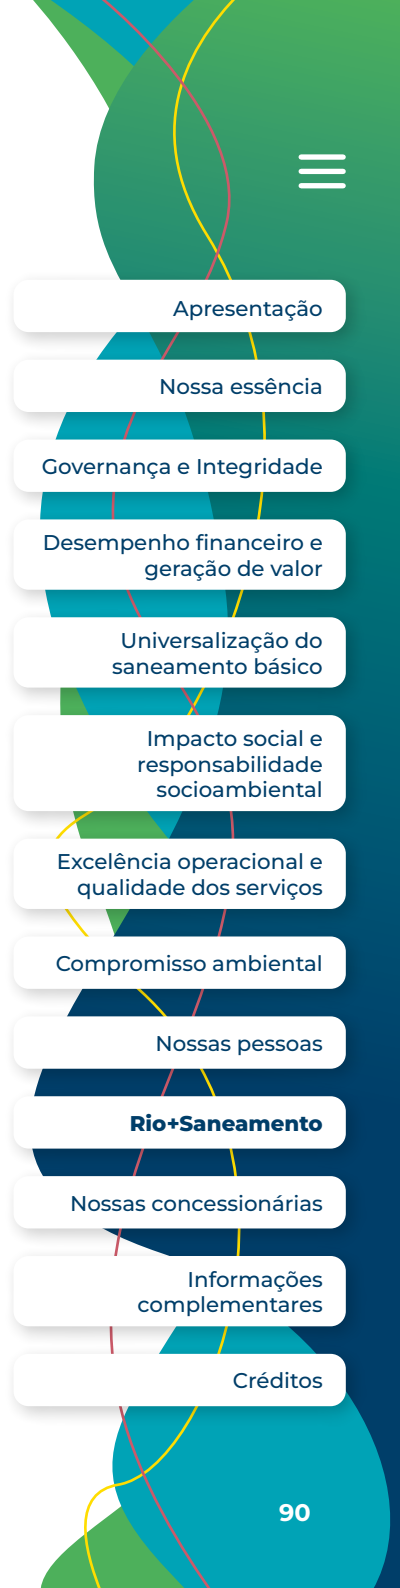 Apresentação
Nossa essência
Governança e Integridade
Desempenho financeiro e
geração de valor
Universalização do
saneamento básico
Impacto social e
responsabilidade
socioambiental
Excelência operacional e
qualidade dos serviços
Compromisso ambiental
Nossas pessoas
Rio+Saneamento
Nossas concessionárias
Informações
complementares
Créditos
90